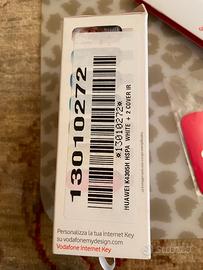 13010272
*13010272*
HUAWEI K4305H HSPA WHITE + 2 COVER IR
Personalizza la tua Internet Key
su vodafonemydesign.com
Vodafone Internet Key